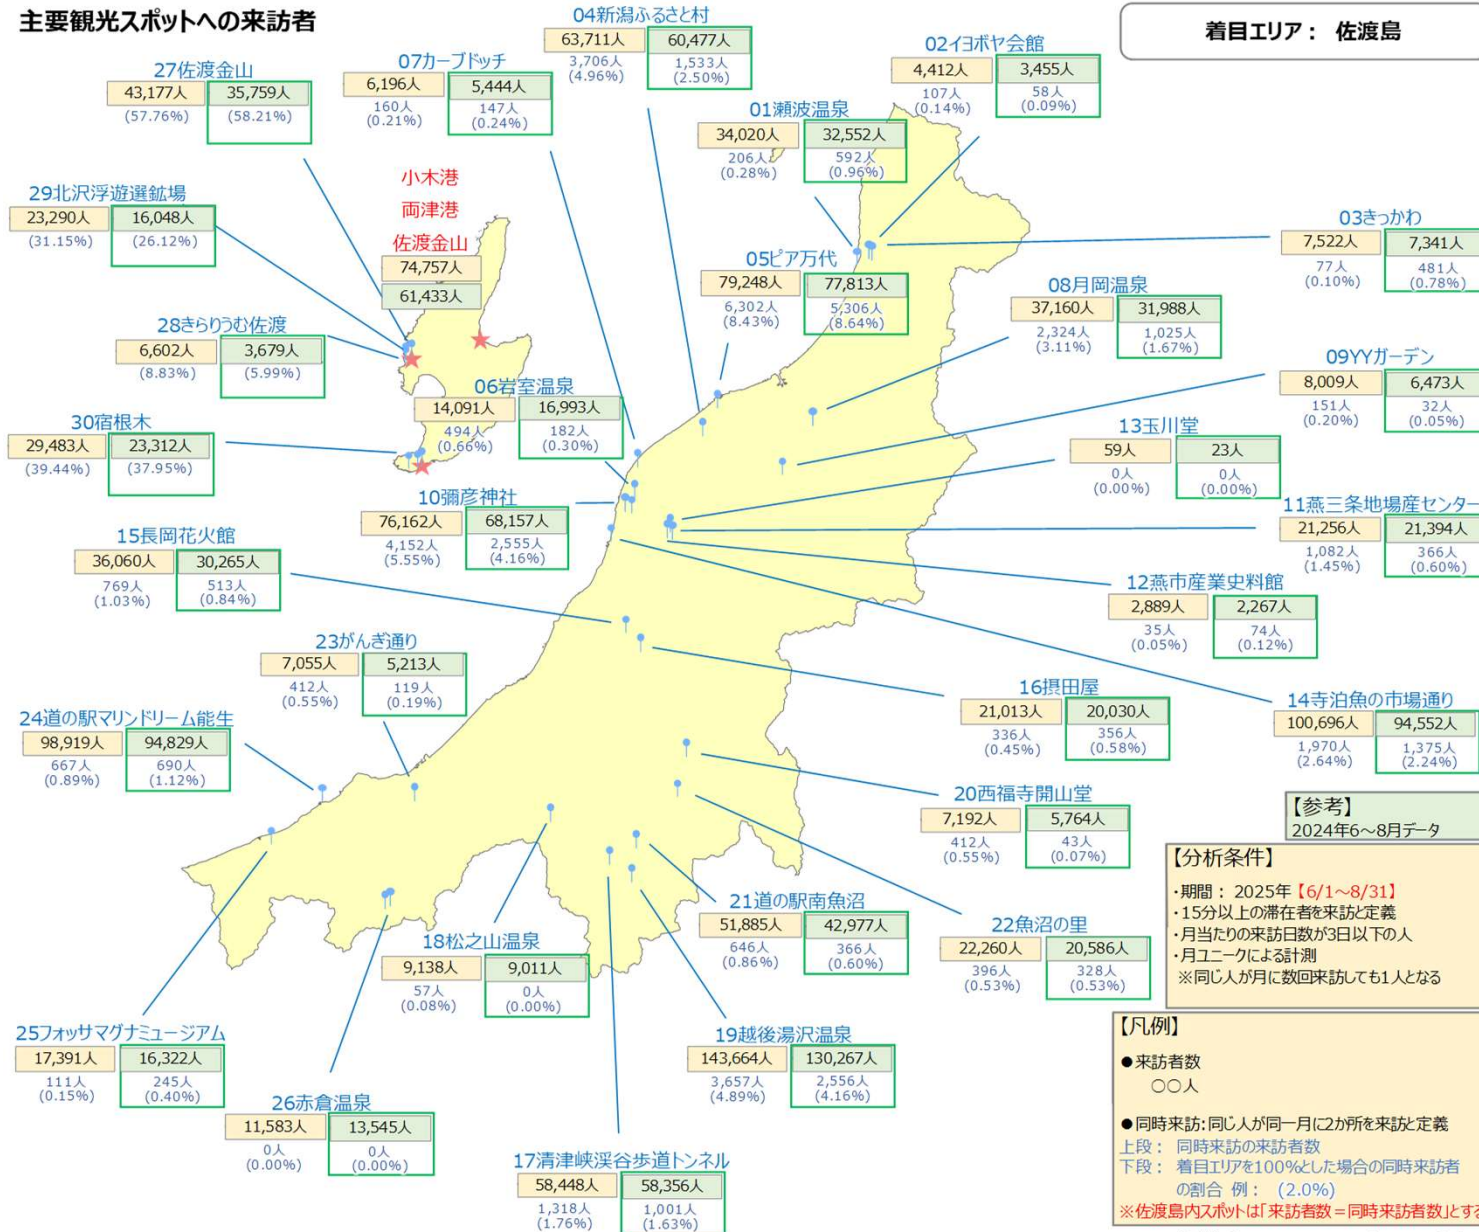 主要観光スポットへの来訪者
着目エリア： 佐渡島
04新潟ふるさと村
63,711人 60,477人
3,706人 1,533人
(4.96%) (2.50%)
02イヨボヤ会館
4,412人 3,455人
107人 58人
(0.14%) (0.09%)
27佐渡金山
43,177人 35,759人
(57.76%) (58.21%)
07カーブドッチ
6,196人 5,444人
160人 147人
(0.21%) (0.24%)
01瀬波温泉
34,020人 32,552人
206人 592人
(0.28%) (0.96%)
小木港
両津港
佐渡金山
74,757人
61,433人
29北沢浮遊選鉱場
23,290人 16,048人
(31.15%) (26.12%)
03きっかわ
7,522人 7,341人
77人 481人
(0.10%) (0.78%)
05ピア万代
79,248人 77,813人
6,302人 5,306人
(8.43%) (8.64%)
08月岡温泉
37,160人 31,988人
2,324人 1,025人
(3.11%) (1.67%)
28きらりうむ佐渡
6,602人 3,679人
(8.83%) (5.99%)
09YYガーデン
8,009人 6,473人
151人 32人
(0.20%) (0.05%)
06岩室温泉
14,091人 16,993人
494人 182人
(0.66%) (0.30%)
30宿根木
29,483人 23,312人
(39.44%) (37.95%)
13玉川堂
59人 23人
0人 0人
(0.00%) (0.00%)
10彌彦神社
76,162人 68,157人
4,152人 2,555人
(5.55%) (4.16%)
11燕三条地場産センター
21,256人 21,394人
1,082人 366人
(1.45%) (0.60%)
15長岡花火館
36,060人 30,265人
769人 513人
(1.03%) (0.84%)
12燕市産業史料館
2,889人 2,267人
35人 74人
(0.05%) (0.12%)
23がんぎ通り
7,055人 5,213人
412人 119人
(0.55%) (0.19%)
16摂田屋
21,013人 20,030人
336人 356人
(0.45%) (0.58%)
14寺泊魚の市場通り
100,696人 94,552人
1,970人 1,375人
(2.64%) (2.24%)
24道の駅マリンドリーム能生
98,919人 94,829人
667人 690人
(0.89%) (1.12%)
20西福寺開山堂
7,192人 5,764人
412人 43人
(0.55%) (0.07%)
【参考】
2024年6～8月データ
【分析条件】
・期間： 2025年【6/1～8/31】
・15分以上の滞在者を来訪と定義
・月当たりの来訪日数が3日以下の人
・月ユニークによる計測
※同じ人が月に数回来訪しても1人となる
21道の駅南魚沼
51,885人 42,977人
646人 366人
(0.86%) (0.60%)
22魚沼の里
22,260人 20,586人
396人 328人
(0.53%) (0.53%)
18松之山温泉
9,138人 9,011人
57人 0人
(0.08%) (0.00%)
25フォッサマグナミュージアム
17,391人 16,322人
111人 245人
(0.15%) (0.40%)
19越後湯沢温泉
143,664人 130,267人
3,657人 2,556人
(4.89%) (4.16%)
26赤倉温泉
11,583人 13,545人
0人 0人
(0.00%) (0.00%)
17清津峡渓谷歩道トンネル
58,448人 58,356人
1,318人 1,001人
(1.76%) (1.63%)
【凡例】
●来訪者数
○○人
●同時来訪：同じ人が同一月に2か所を来訪と定義
上段： 同時来訪の来訪者数
下段： 着目エリアを100%とした場合の同時来訪者
の割合 例： (2.0%)
※佐渡島内スポットは「来訪者数＝同時来訪者数」とする